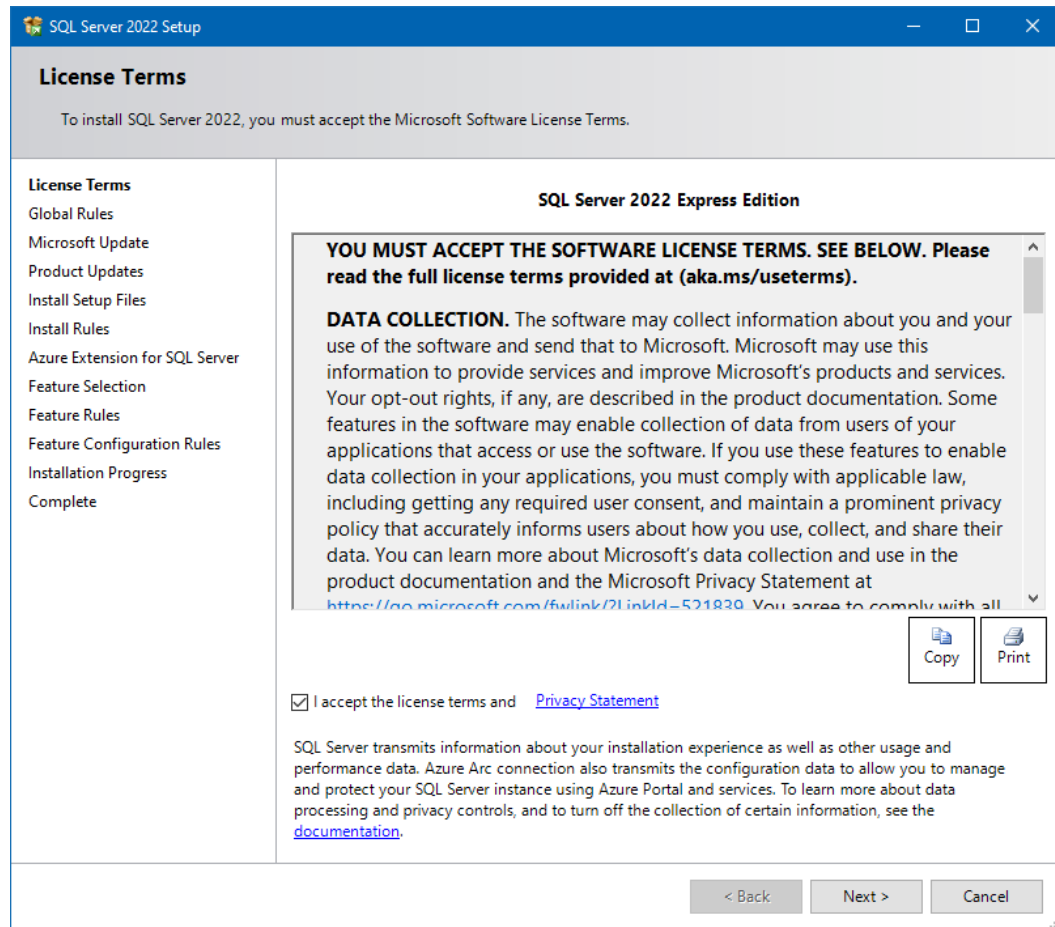 SQL Server 2022 Setup
License Terms
To install SQL Server 2022, you must accept the Microsoft Software License Terms.
License Terms
Global Rules
Microsoft Update
Product Updates
Install Setup Files
Install Rules
Azure Extension for SQL Server
Feature Selection
Feature Rules
Feature Configuration Rules
Installation Progress
Complete
SQL Server 2022 Express Edition
YOU MUST ACCEPT THE SOFTWARE LICENSE TERMS. SEE BELOW. Please
read the full license terms provided at (aka.ms/useterms).
DATA COLLECTION. The software may collect information about you and your
use of the software and send that to Microsoft. Microsoft may use this
information to provide services and improve Microsoft's products and services.
Your opt-out rights, if any, are described in the product documentation. Some
features in the software may enable collection of data from users of your
applications that access or use the software. If you use these features to enable
data collection in your applications, you must comply with applicable law,
including getting any required user consent, and maintain a prominent privacy
policy that accurately informs users about how you use, collect, and share their
data. You can learn more about Microsoft's data collection and use in the
product documentation and the Microsoft Privacy Statement at
https://go.microsoft.com/fwlink/?LinkId=521839. You agree to comply with all
Copy
Print
I accept the license terms and Privacy Statement
SQL Server transmits information about your installation experience as well as other usage and
performance data. Azure Arc connection also transmits the configuration data to allow you to manage
and protect your SQL Server instance using Azure Portal and services. To learn more about data
processing and privacy controls, and to turn off the collection of certain information, see the
documentation.
< Back
Next >
Cancel